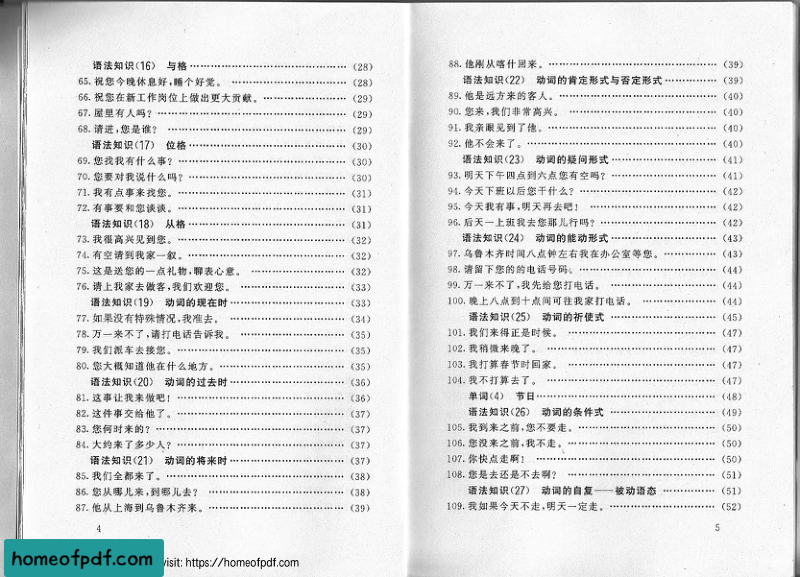 语法知识(16) 与格 …… (28)
65. 祝您今晚休息好,睡个好觉。 …… (28)
66. 祝您在新工作岗位上做出更大贡献。 …… (29)
67. 屋里有人吗? …… (29)
68. 请进,您是谁? …… (29)
语法知识(17) 位格 …… (30)
69. 您找我有什么事? …… (30)
70. 您要对我说什么吗? …… (31)
71. 我有点事来找您。 …… (31)
72. 有事要和您谈谈。 …… (31)
语法知识(18) 从格 …… (31)
73. 我很高兴见到您。 …… (32)
74. 有空请到我家一叙。 …… (32)
75. 这是送您的一点礼物,聊表心意。 …… (32)
76. 请上我家去做客,我们欢迎您。 …… (33)
语法知识(19) 动词的现在时 …… (33)
77. 如果没有特殊情况,我准去。 …… (34)
78. 万一来不了,请打电话告诉我。 …… (35)
79. 我们派车去接您。 …… (35)
80. 您大概知道他在什么地方。 …… (35)
语法知识(20) 动词的过去时 …… (36)
81. 这事让我来做吧! …… (37)
82. 这件事交给他了。 …… (37)
83. 您何时来的? …… (37)
84. 大约来了多少人? …… (37)
语法知识(21) 动词的将来时 …… (37)
85. 我们全都来了。 …… (38)
86. 您从哪儿来,到哪儿去? …… (38)
87. 他从上海到乌鲁木齐来。 …… (39)
4
88. 他刚从喀什回来。 …… (39)
语法知识(22) 动词的肯定形式与否定形式 …… (39)
89. 他是远方来的客人。 …… (40)
90. 您来,我们非常高兴。 …… (40)
91. 我亲眼见到了他。 …… (40)
92. 他不会来了。 …… (40)
语法知识(23) 动词的疑问形式 …… (41)
93. 明天下午四点到六点您有空吗? …… (42)
94. 今天下班以后您干什么? …… (42)
95. 今天我有事,明天再去吧! …… (42)
96. 后天一上班我去您那儿行吗? …… (42)
语法知识(24) 动词的能动形式 …… (43)
97. 乌鲁木齐时间八点钟左右我在办公室等您。 …… (43)
98. 请留下您的的电话号码。 …… (44)
99. 万一来不了,我先给您打电话。 …… (44)
100. 晚上八点到十点间可往我家打电话。 …… (44)
语法知识(25) 动词的祈使式 …… (45)
101. 我们来得正是时候。 …… (47)
102. 我稍微来晚了。 …… (47)
103. 我打算春节时回家。 …… (47)
104. 我不打算去了。 …… (47)
单词(4) 节日 …… (48)
语法知识(26) 动词的条件式 …… (49)
105. 我到来之前,您不要走。 …… (50)
106. 您没来之前,我不走。 …… (50)
107. 你快点走啊! …… (50)
108. 您是去还是不去啊? …… (51)
语法知识(27) 动词的自复——被动语态 …… (51)
109. 我如果今天不走,明天一定走。 …… (52)
5
homeofpdf.com
visit: https://homeofpdf.com